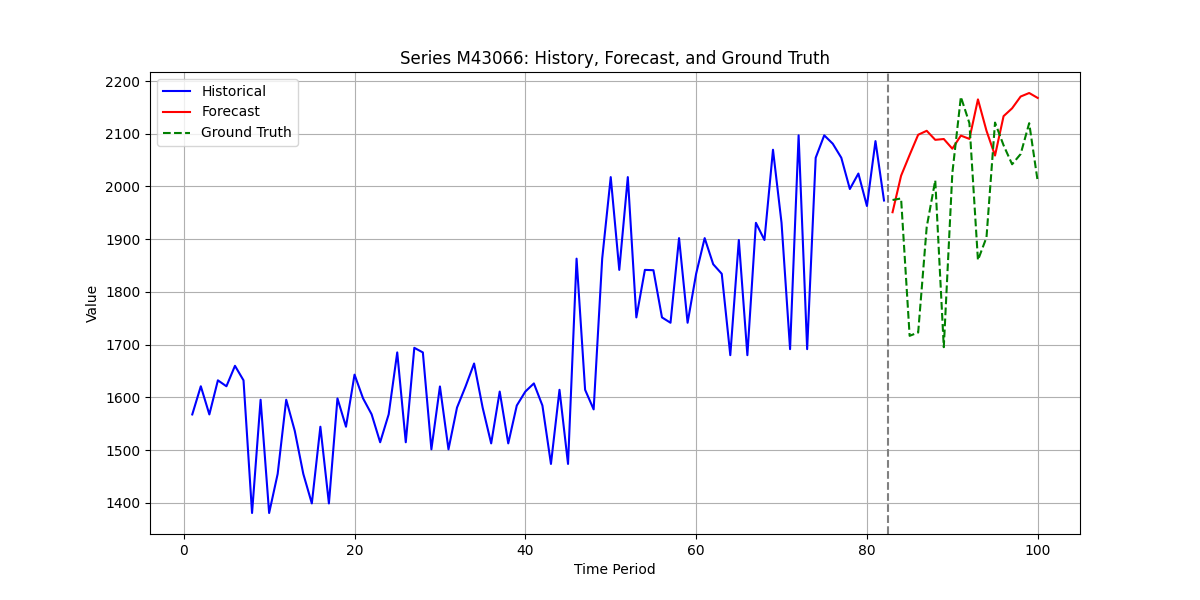 Series M43066: History, Forecast, and Ground Truth
Historical
Forecast
Ground Truth
2200
2100
2000
1900
1800
1700
1600
1500
1400
Value
0 20 40 60 80 100
Time Period